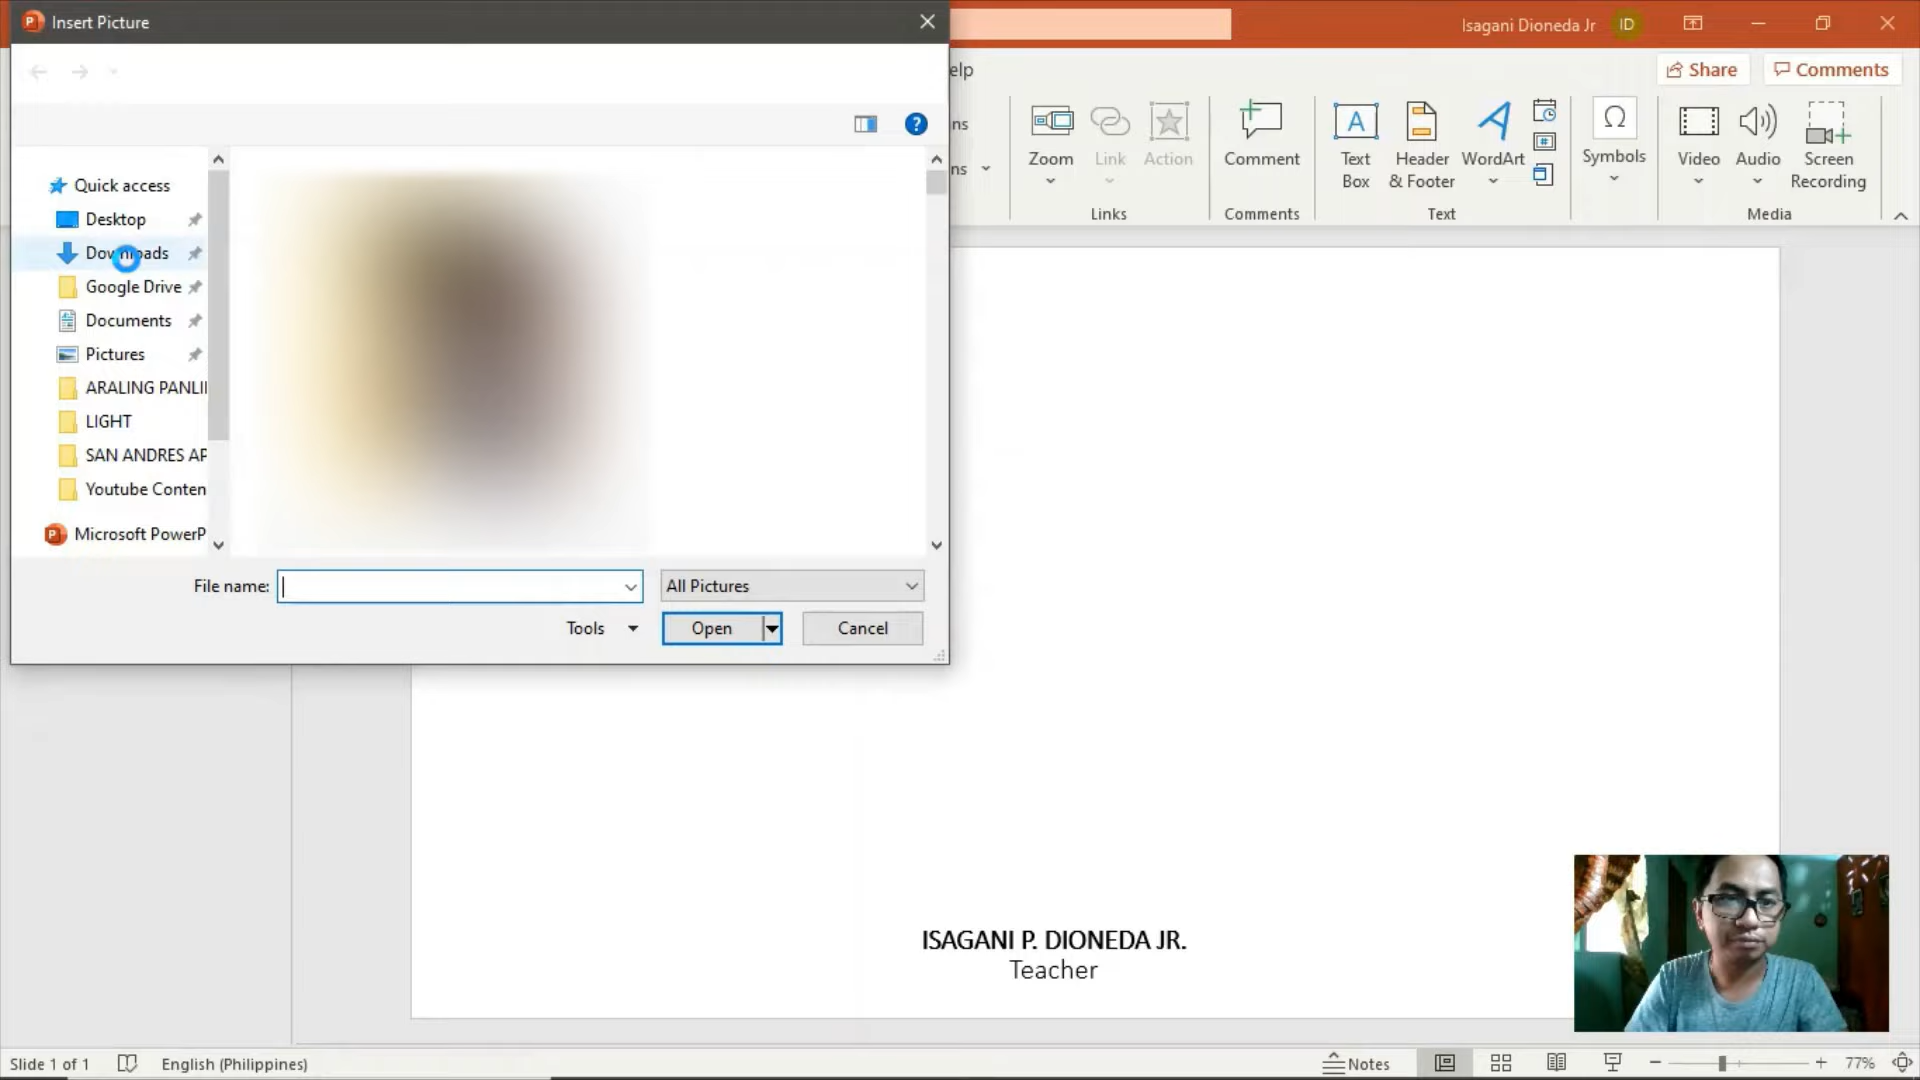 Insert Picture
Isagani Dioneda Jr
ID
elp
Share
Comments
ns
ns
Zoom
Link
Action
Comment
Text Box
Header & Footer
WordArt
Symbols
Video
Audio
Screen Recording
Links
Comments
Text
Media
Quick access
Desktop
Downloads
Google Drive
Documents
Pictures
ARALING PANLI
LIGHT
SAN ANDRES AP
Youtube Conten
Microsoft PowerP
File name:
All Pictures
Tools
Open
Cancel
ISAGANI P. DIONEDA JR.
Teacher
Slide 1 of 1
English (Philippines)
Notes
77%